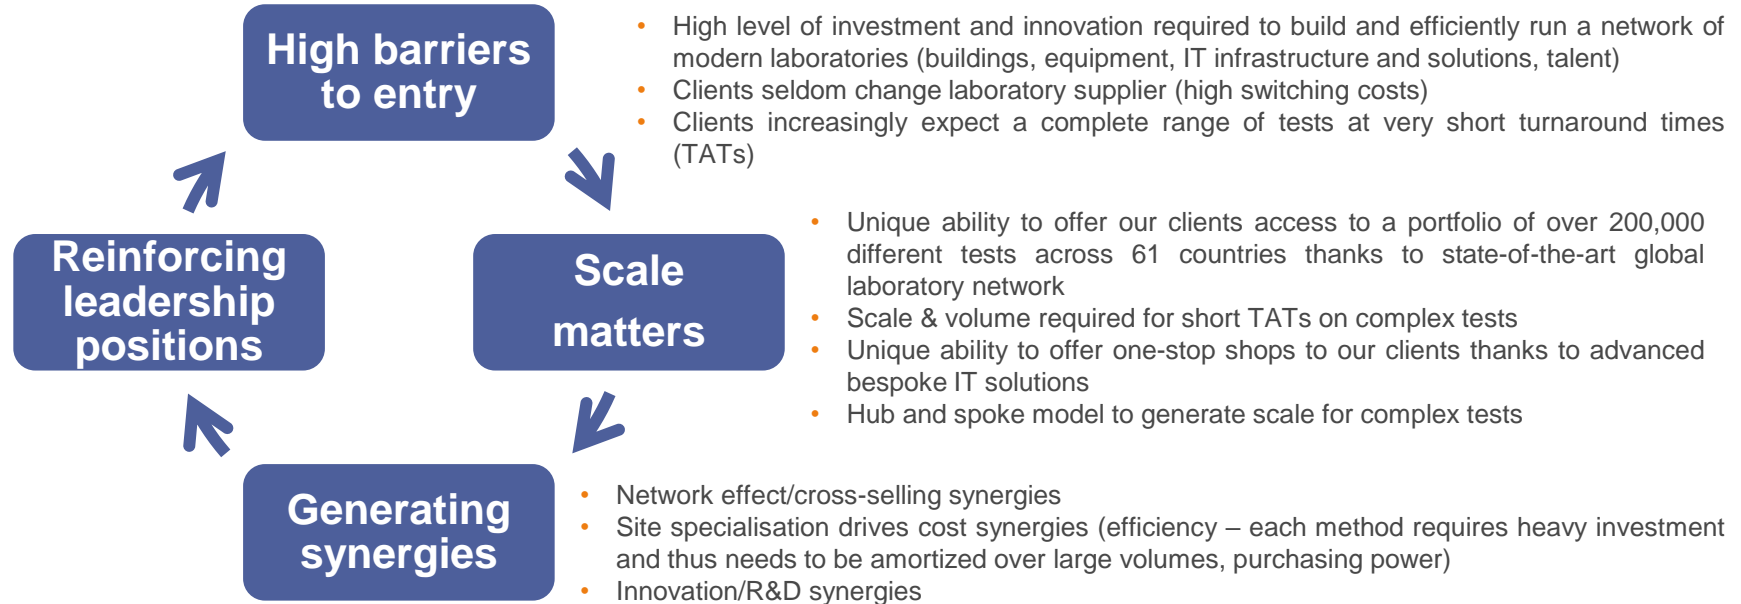 High barriers
to entry
• High level of investment and innovation required to build and efficiently run a network of
modern laboratories (buildings, equipment, IT infrastructure and solutions, talent)
• Clients seldom change laboratory supplier (high switching costs)
• Clients increasingly expect a complete range of tests at very short turnaround times
(TATs)
Reinforcing
leadership
positions
Scale
matters
• Unique ability to offer our clients access to a portfolio of over 200,000
different tests across 61 countries thanks to state-of-the-art global
laboratory network
• Scale & volume required for short TATs on complex tests
• Unique ability to offer one-stop shops to our clients thanks to advanced
bespoke IT solutions
• Hub and spoke model to generate scale for complex tests
Generating
synergies
• Network effect/cross-selling synergies
• Site specialisation drives cost synergies (efficiency – each method requires heavy investment
and thus needs to be amortized over large volumes, purchasing power)
• Innovation/R&D synergies